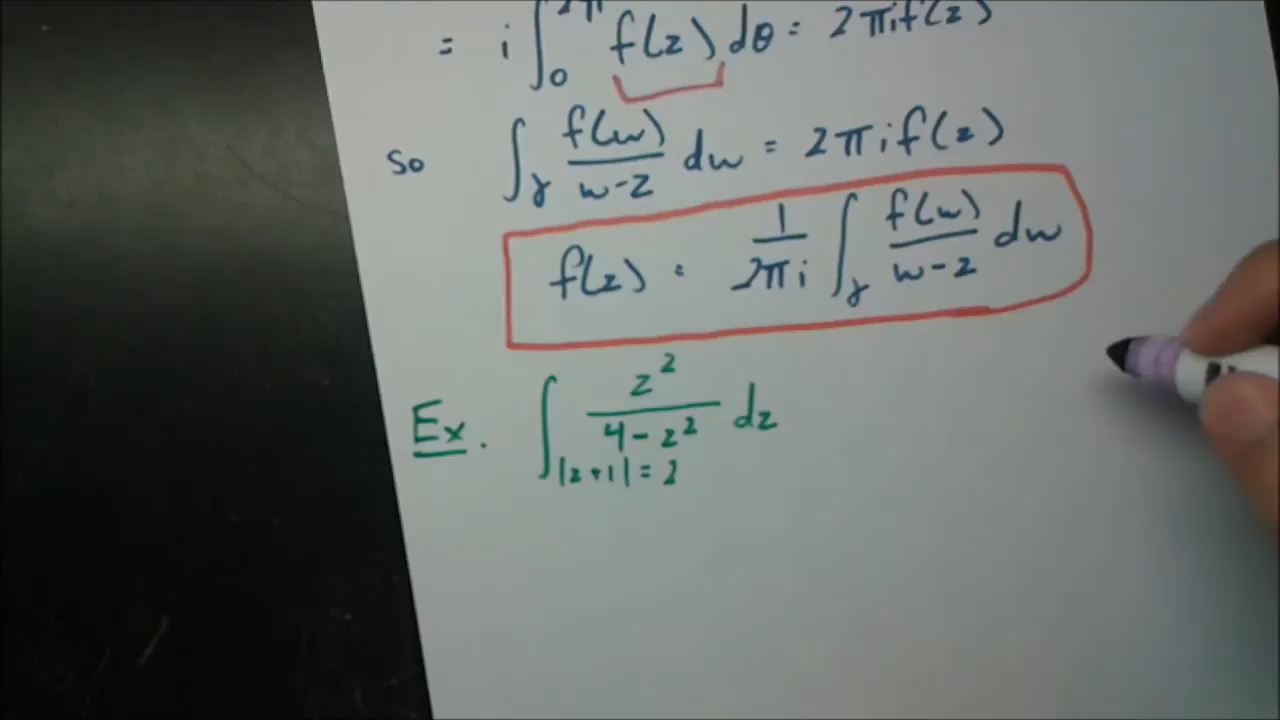 = i ∫₀^2π f(z) dθ = 2πi f(z)
so ∫_γ f(w)/(w-z) dw = 2πi f(z)
f(z) = 1/(2πi) ∫_γ f(w)/(w-z) dw
Ex. ∫_|z+1|=2 z²/(4-z²) dz